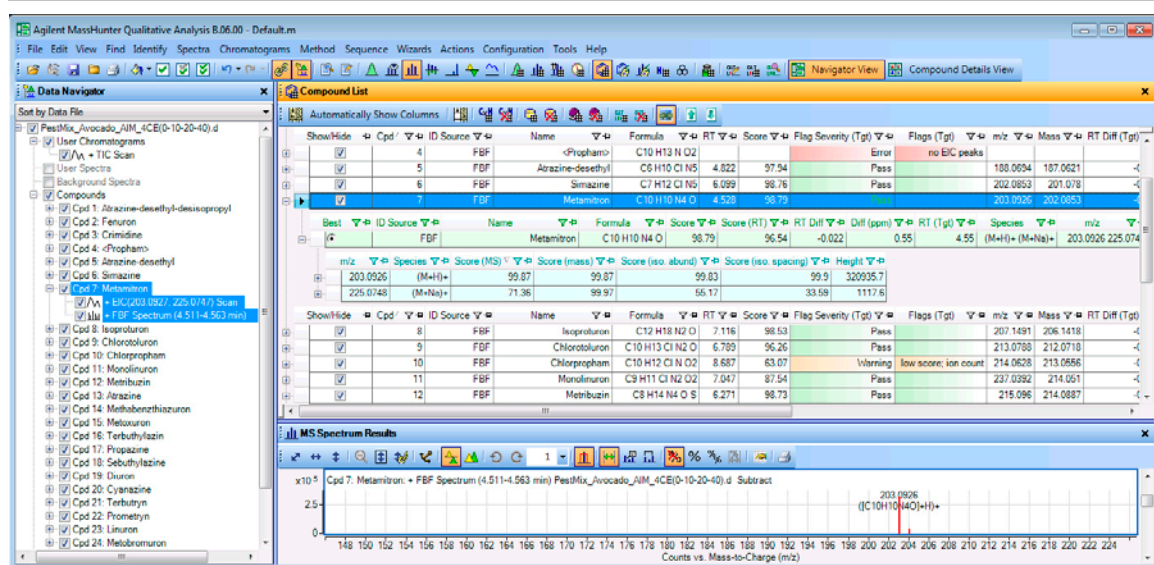 Agilent MassHunter Qualitative Analysis B.06.00 - Default.m
File Edit View Find Identify Spectra Chromatograms Method Sequence Wizards Actions Configuration Tools Help
Navigator View Compound Details View
Data Navigator
Sort by Data File
PestMix_Avocado_AIM_4CE(0-10-20-40).d
User Chromatograms
+ TIC Scan
User Spectra
Background Spectra
Compounds
Cpd 1: Atrazine-desethyl-desisopropyl
Cpd 2: Fenuron
Cpd 3: Crimidine
Cpd 4: <Propham>
Cpd 5: Atrazine-desethyl
Cpd 6: Simazine
Cpd 7: Metamitron
+ EIC(203.0927, 225.0747) Scan
+ FBF Spectrum (4.511-4.563 min)
Cpd 8: Isoproturon
Cpd 9: Chlorotoluron
Cpd 10: Chlorpropham
Cpd 11: Monolinuron
Cpd 12: Metribuzin
Cpd 13: Atrazine
Cpd 14: Methabenzthiazuron
Cpd 15: Metoxuron
Cpd 16: Terbuthylazin
Cpd 17: Propazine
Cpd 18: Sebuthylazine
Cpd 19: Diuron
Cpd 20: Cyanazine
Cpd 21: Terbutryn
Cpd 22: Prometryn
Cpd 23: Linuron
Cpd 24: Metobromuron
Compound List
Automatically Show Columns
Show/Hide Cpd ID Source Name Formula RT Score Flag Severity (Tgt) Flags (Tgt) m/z Mass RT Diff (Tgt)
4 FBF <Propham> C10 H13 N O2 Error no EIC peaks
5 FBF Atrazine-desethyl C6 H10 Cl N5 4.822 97.94 Pass 188.0694 187.0621
6 FBF Simazine C7 H12 Cl N5 6.099 98.76 Pass 202.0853 201.078
7 FBF Metamitron C10 H10 N4 O 4.528 98.79 Pass 203.0926 202.0853
Best ID Source Name Formula Score Score (RT) RT Diff Diff (ppm) RT (Tgt) Species m/z
FBF Metamitron C10 H10 N4 O 98.79 96.54 -0.022 0.55 4.55 (M+H)+ (M+Na)+ 203.0926 225.074
m/z Species Score (MS) Score (mass) Score (iso. abund) Score (iso. spacing) Height
203.0926 (M+H)+ 99.87 99.87 99.83 99.9 320935.7
225.0748 (M+Na)+ 71.36 99.97 55.17 33.59 1117.6
Show/Hide Cpd ID Source Name Formula RT Score Flag Severity (Tgt) Flags (Tgt) m/z Mass RT Diff (Tgt)
8 FBF Isoproturon C12 H18 N2 O 7.116 98.53 Pass 207.1491 206.1418
9 FBF Chlorotoluron C10 H13 Cl N2 O 6.789 96.26 Pass 213.0788 212.0718
10 FBF Chlorpropham C10 H12 Cl N O2 8.687 63.07 Warning low score; ion count 214.0628 213.0556
11 FBF Monolinuron C9 H11 Cl N2 O2 7.047 87.54 Pass 237.0392 214.051
12 FBF Metribuzin C8 H14 N4 O S 6.271 98.73 Pass 215.096 214.0887
MS Spectrum Results
1
x10 5 Cpd 7: Metamitron: + FBF Spectrum (4.511-4.563 min) PestMix_Avocado_AIM_4CE(0-10-20-40).d Subtract
203.0926
([C10H10N4O]+H)+
2.5
0
148 150 152 154 156 158 160 162 164 166 168 170 172 174 176 178 180 182 184 186 188 190 192 194 196 198 200 202 204 206 208 210 212 214 216 218 220 222 224
Counts vs. Mass-to-Charge (m/z)